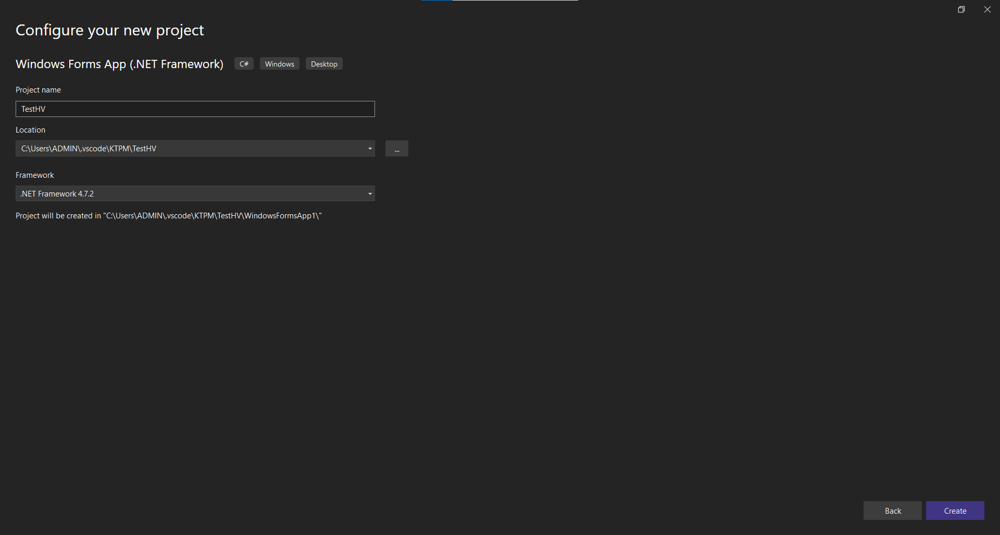 Configure your new project
Windows Forms App (.NET Framework) C# Windows Desktop
Project name
TestHV
Location
C:\Users\ADMIN\.vscode\KTPM\TestHV ...
Framework
.NET Framework 4.7.2
Project will be created in "C:\Users\ADMIN\.vscode\KTPM\TestHV\WindowsFormsApp1\"
Back Create